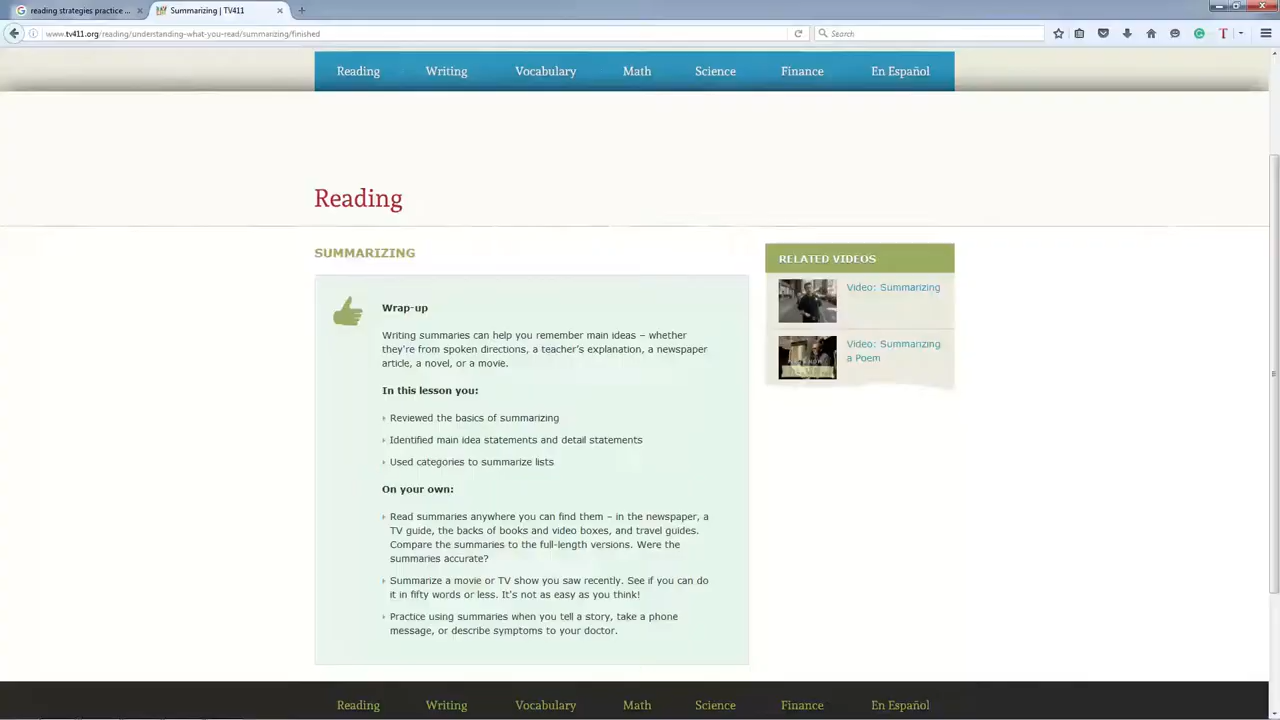 reading strategies practice ...
Summarizing | TV411
www.tv411.org/reading/understanding-what-you-read/summarizing/finished
Search
Reading Writing Vocabulary Math Science Finance En Español
Reading
SUMMARIZING
Wrap-up
Writing summaries can help you remember main ideas – whether
they're from spoken directions, a teacher's explanation, a newspaper
article, a novel, or a movie.
In this lesson you:
Reviewed the basics of summarizing
Identified main idea statements and detail statements
Used categories to summarize lists
On your own:
Read summaries anywhere you can find them – in the newspaper, a
TV guide, the backs of books and video boxes, and travel guides.
Compare the summaries to the full-length versions. Were the
summaries accurate?
Summarize a movie or TV show you saw recently. See if you can do
it in fifty words or less. It's not as easy as you think!
Practice using summaries when you tell a story, take a phone
message, or describe symptoms to your doctor.
RELATED VIDEOS
Video: Summarizing
Video: Summarizing
a Poem
Reading Writing Vocabulary Math Science Finance En Español